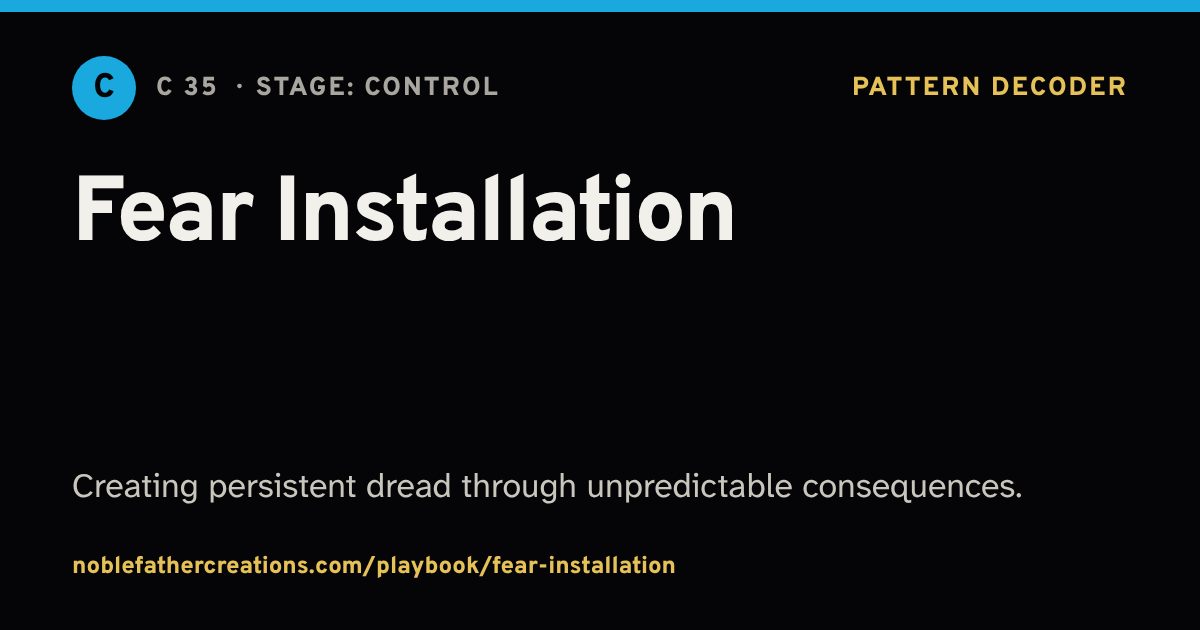 C C 35 · STAGE: CONTROL PATTERN DECODER
Fear Installation
Creating persistent dread through unpredictable consequences.
noblefathercreations.com/playbook/fear-installation